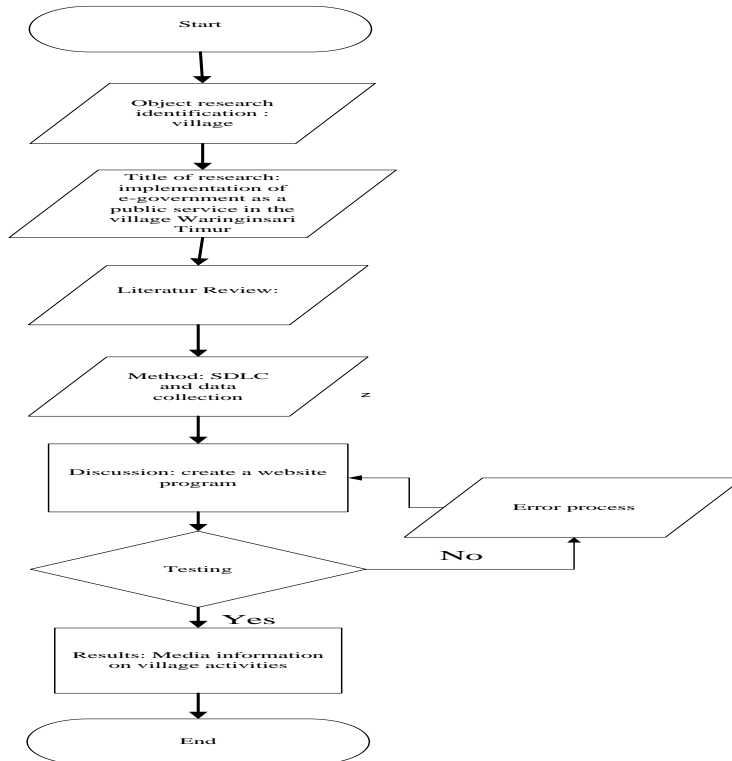 Start
Object research
identification :
village
Title of research:
implementation of
e-government as a
public service in the
village Waringinsari
Timur
Literatur Review:
Method: SDLC
and data
collection
z
Discussion: create a website
program
Error process
Testing
No
Yes
Results: Media information
on village activities
End